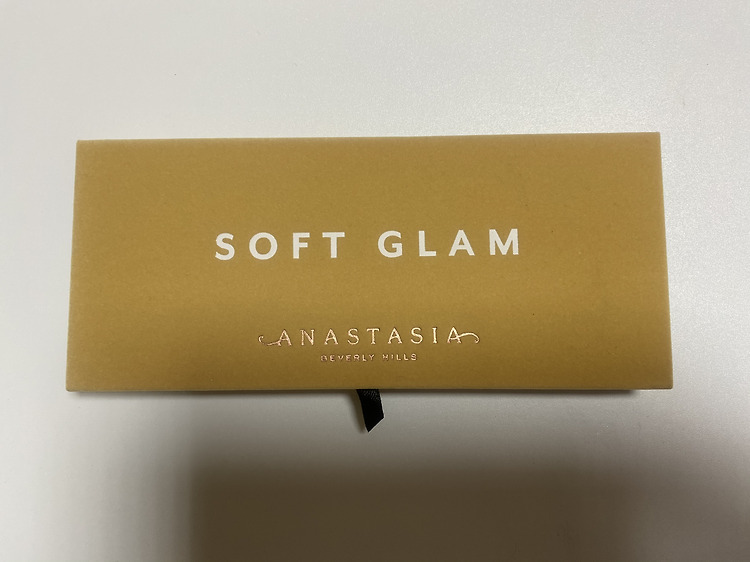 SOFT GLAM
ANASTASIA
BEVERLY HILLS